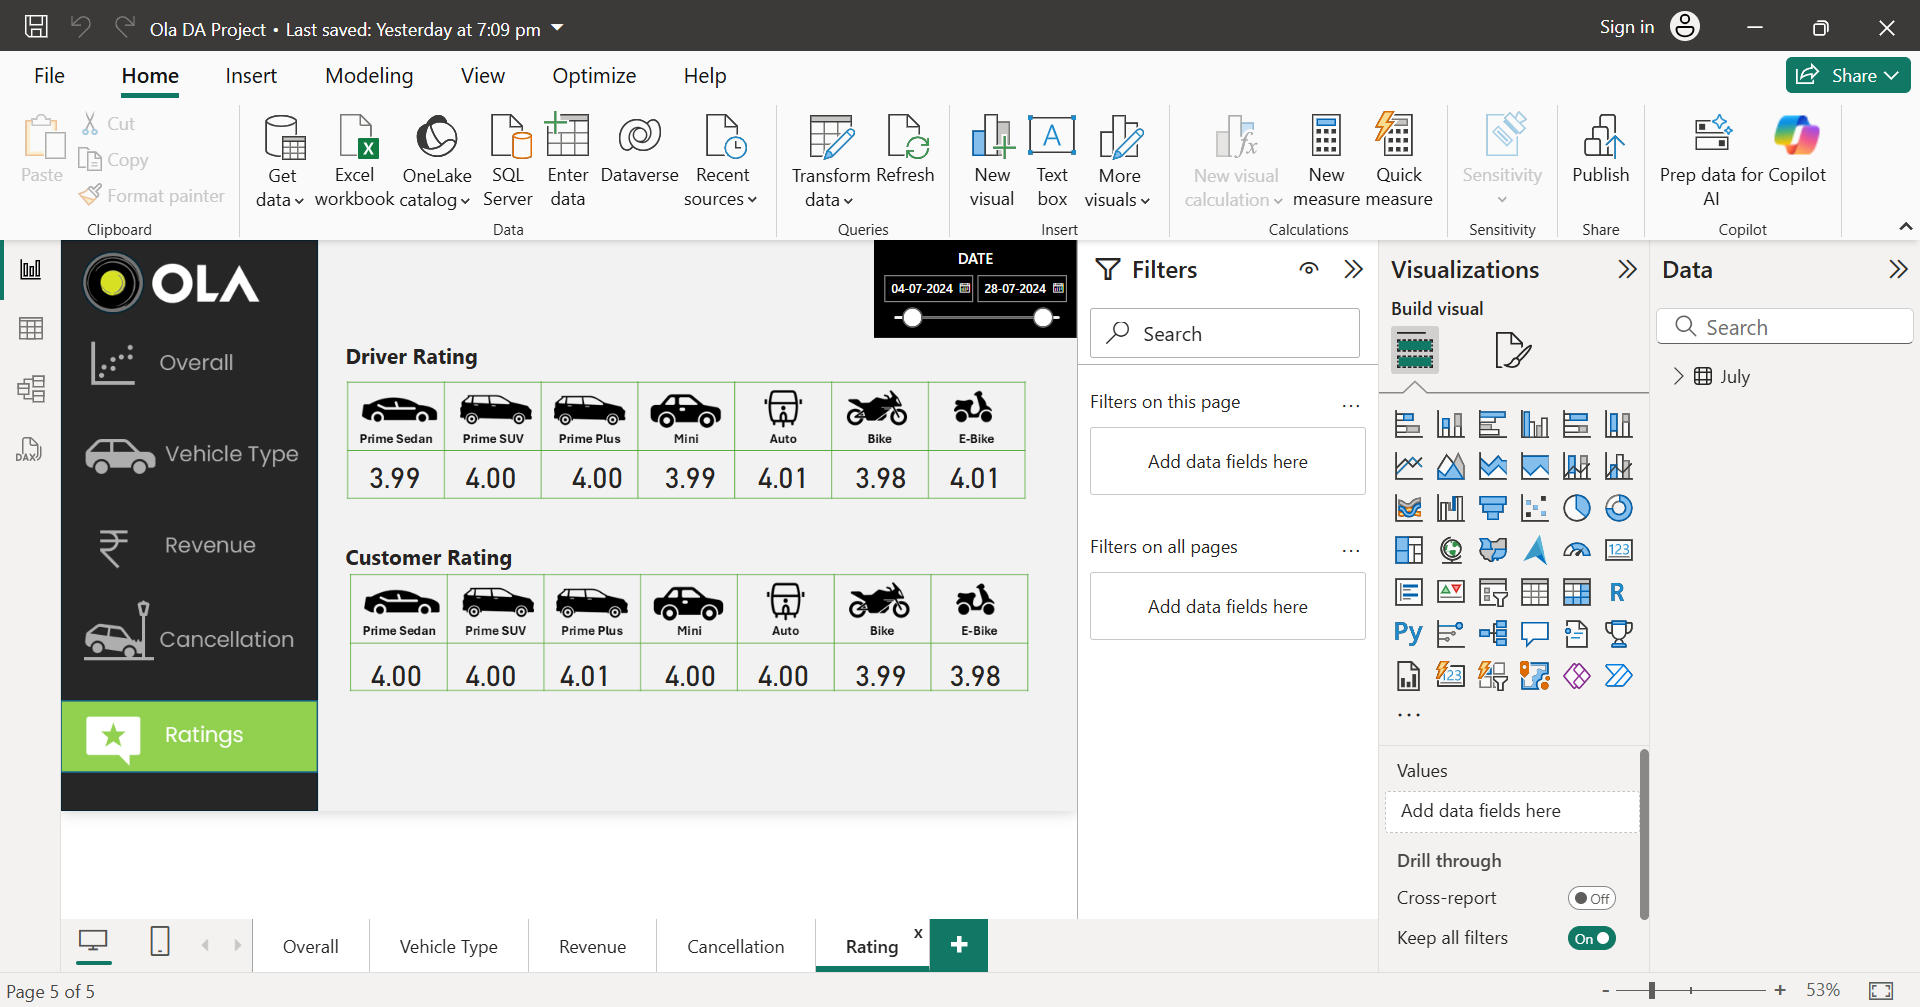 Ola DA Project • Last saved: Yesterday at 7:09 pm
Sign in
File Home Insert Modeling View Optimize Help
Share
Paste
Cut
Copy
Format painter
Clipboard
Get data
Excel workbook
OneLake catalog
SQL Server
Enter data
Dataverse
Recent sources
Data
Transform data
Refresh
Queries
New visual
Text box
More visuals
Insert
New visual calculation
New measure
Quick measure
Calculations
Sensitivity
Sensitivity
Publish
Share
Prep data for AI
Copilot
Copilot
DAX
OLA
Overall
Vehicle Type
Revenue
Cancellation
Ratings
DATE
04-07-2024 28-07-2024
Driver Rating
Prime Sedan Prime SUV Prime Plus Mini Auto Bike E-Bike
3.99 4.00 4.00 3.99 4.01 3.98 4.01
Customer Rating
Prime Sedan Prime SUV Prime Plus Mini Auto Bike E-Bike
4.00 4.00 4.01 4.00 4.00 3.99 3.98
Filters
Search
Filters on this page ...
Add data fields here
Filters on all pages ...
Add data fields here
Visualizations
Build visual
123
R
Py
123
...
Values
Add data fields here
Drill through
Cross-report Off
Keep all filters On
Data
Search
July
Overall Vehicle Type Revenue Cancellation Rating x +
Page 5 of 5
- + 53%